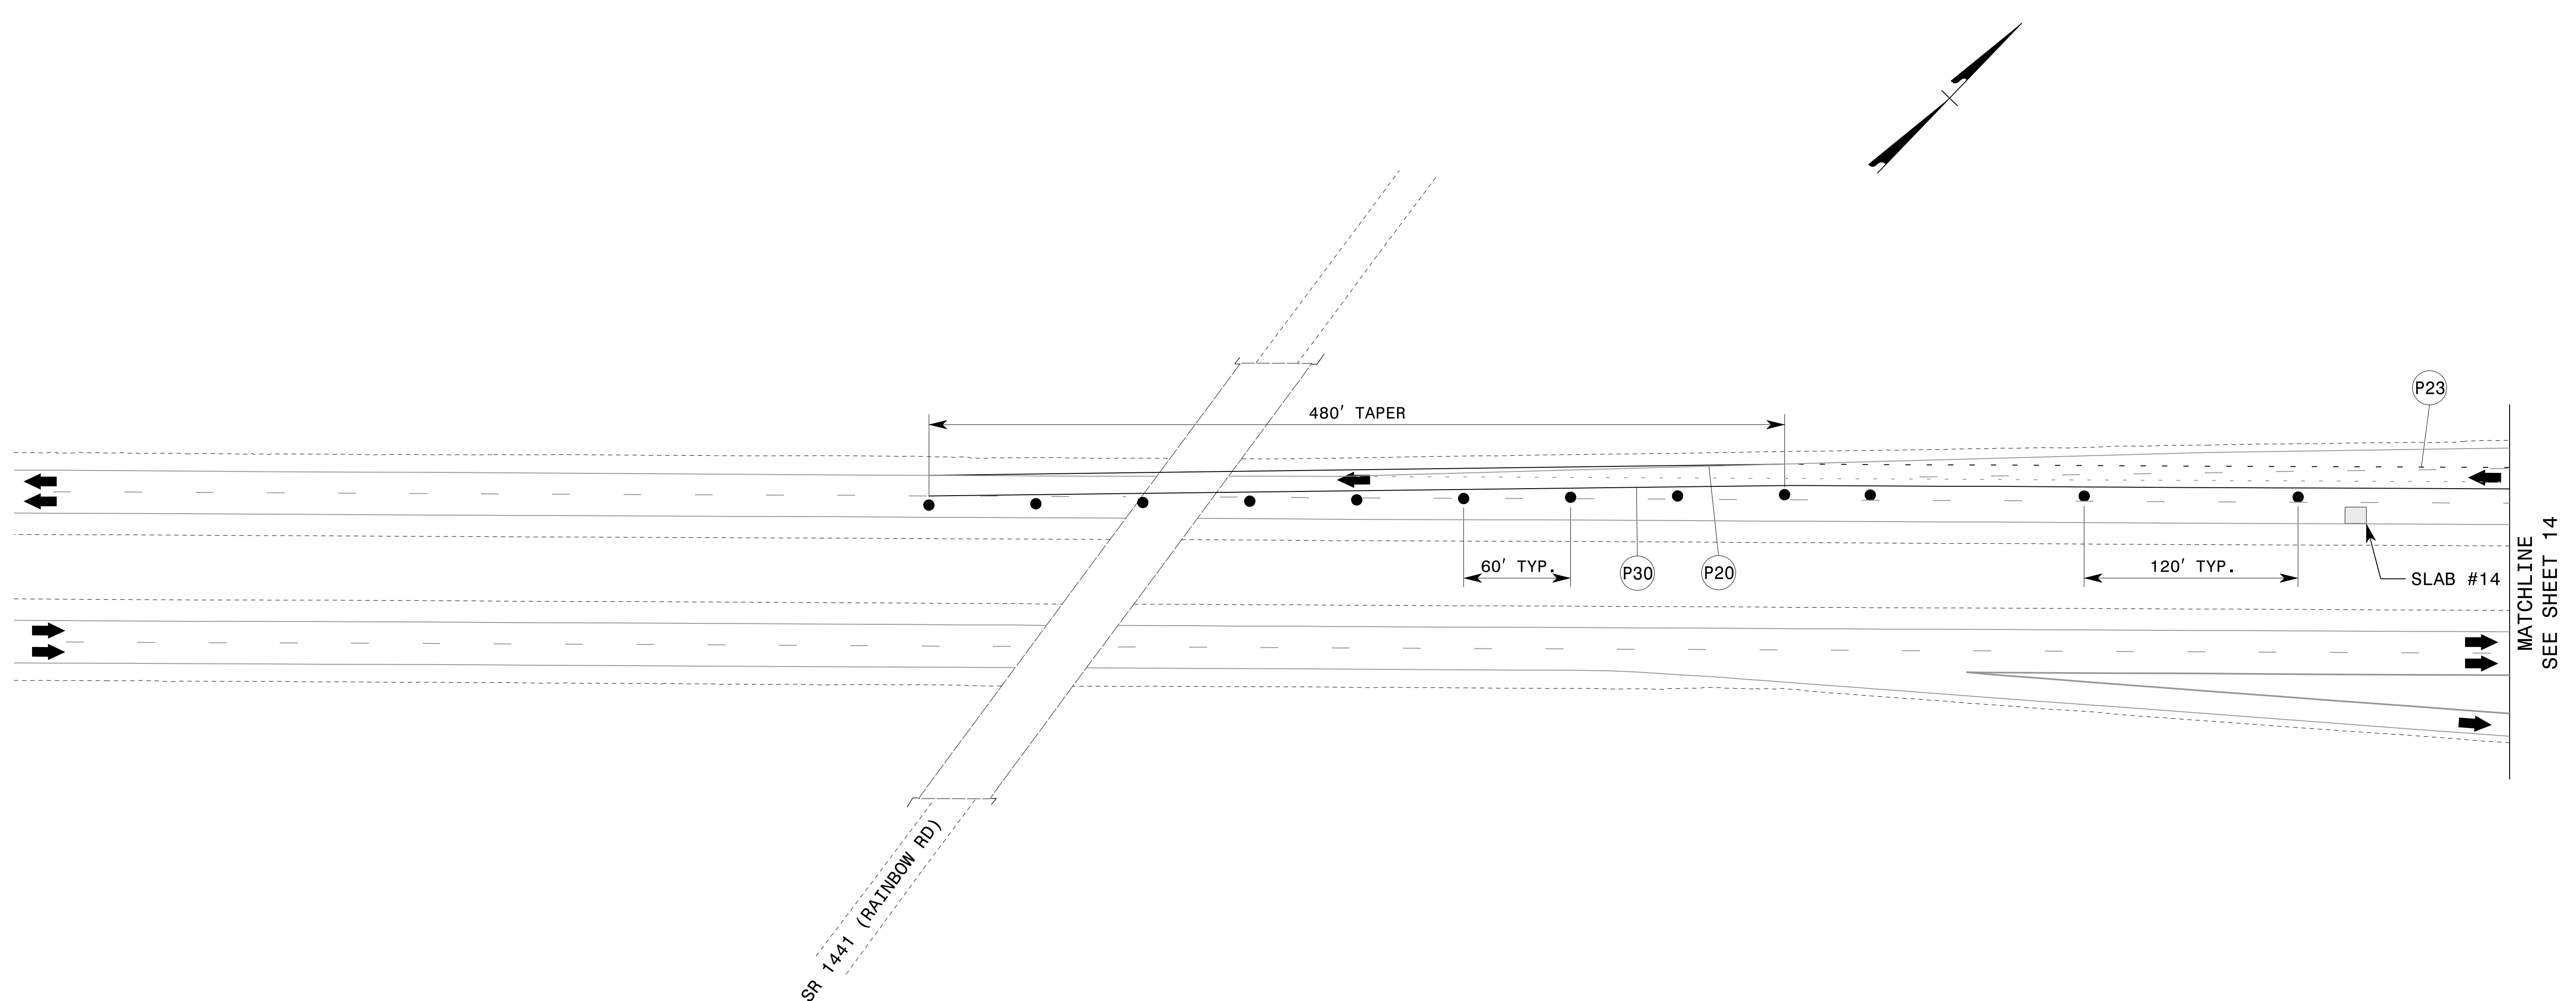 P23
480' TAPER
60' TYP.
P30
P20
120' TYP.
SLAB #14
MATCHLINE
SEE SHEET 14
SR 1441 (RAINBOW RD)